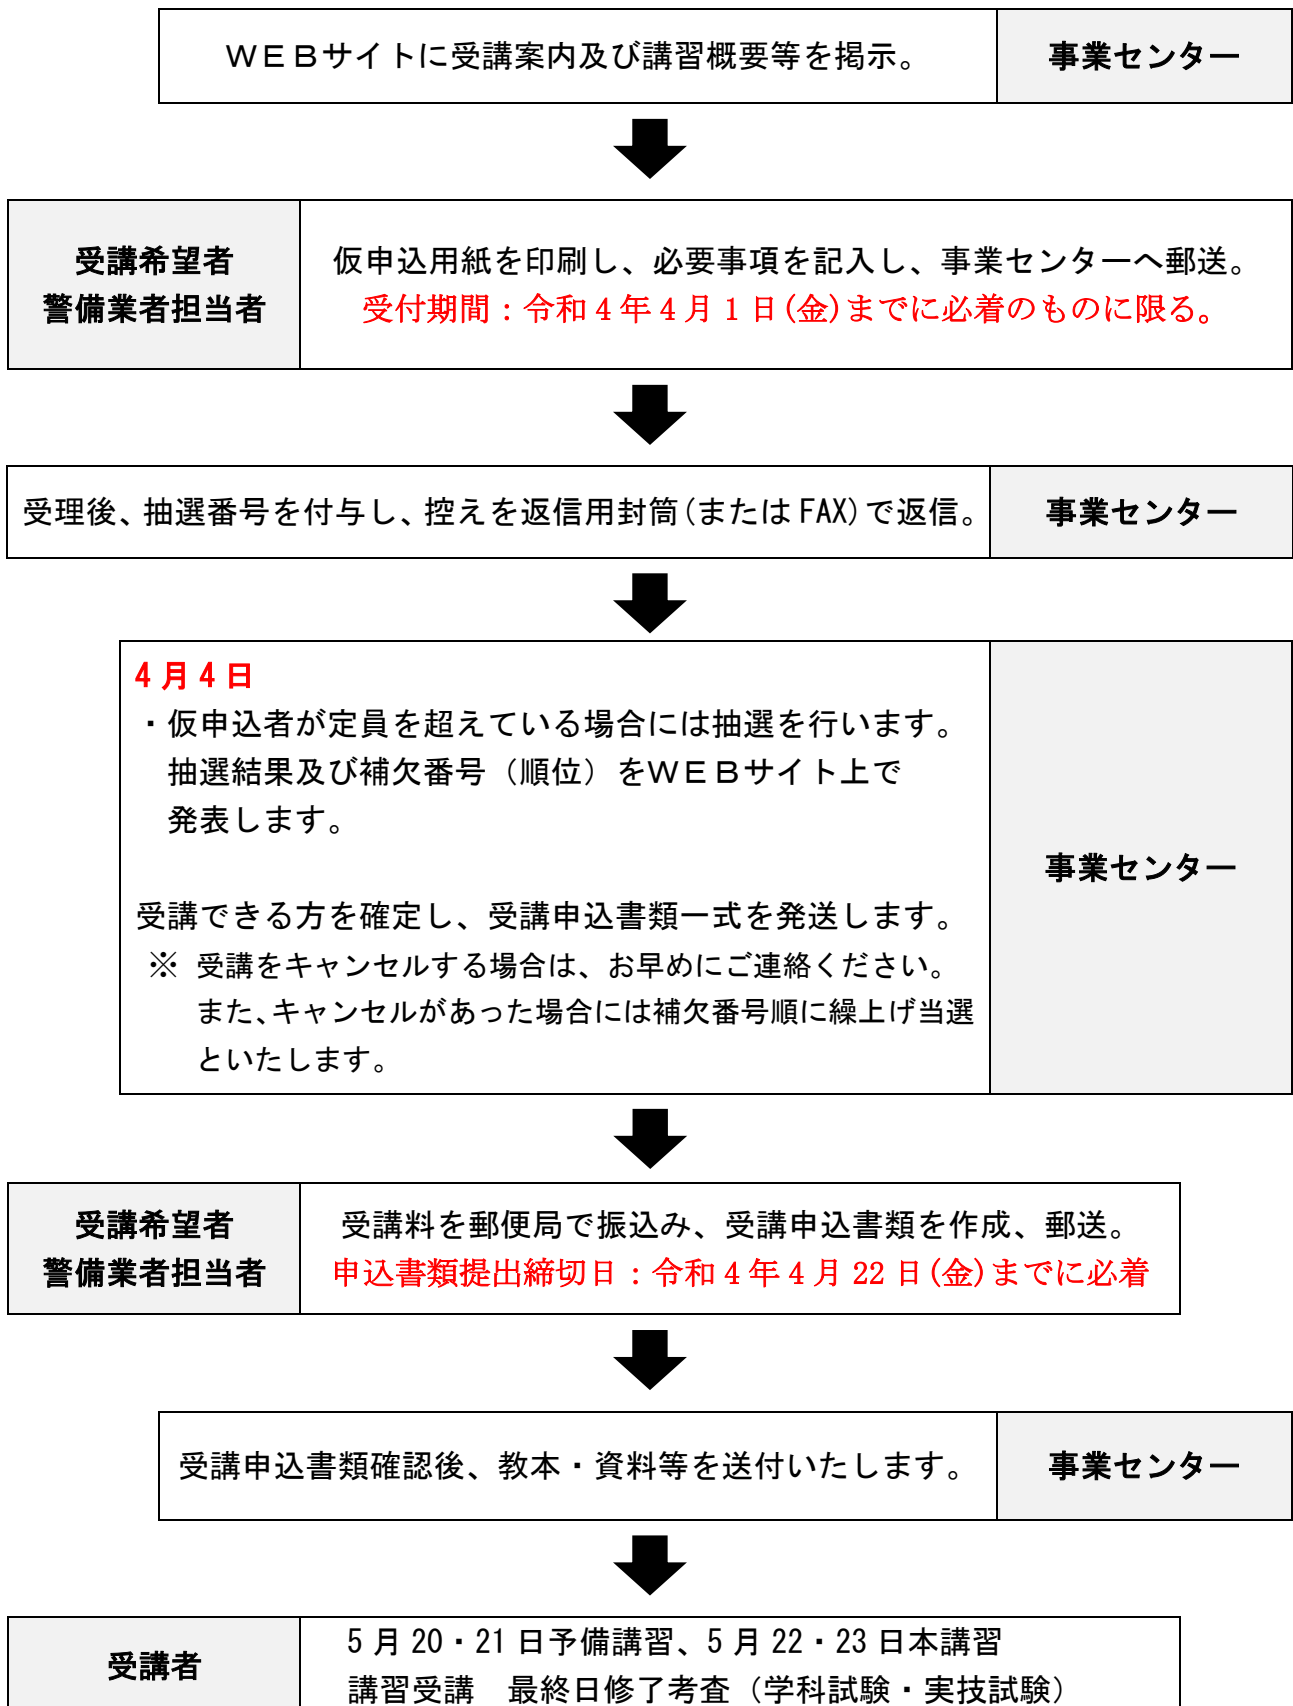 ＷＥＢサイトに受講案内及び講習概要等を掲示。
事業センター
受講希望者
警備業者担当者
仮申込用紙を印刷し、必要事項を記入し、事業センターへ郵送。
受付期間：令和４年４月１日(金)までに必着のものに限る。
受理後、抽選番号を付与し、控えを返信用封筒(または FAX)で返信。
事業センター
4 月 4 日
・仮申込者が定員を超えている場合には抽選を行います。
抽選結果及び補欠番号（順位）をＷＥＢサイト上で
発表します。
受講できる方を確定し、受講申込書類一式を発送します。
※ 受講をキャンセルする場合は、お早めにご連絡ください。
また、キャンセルがあった場合には補欠番号順に繰上げ当選
といたします。
事業センター
受講希望者
警備業者担当者
受講料を郵便局で振込み、受講申込書類を作成、郵送。
申込書類提出締切日：令和４年４月 22 日(金)までに必着
受講申込書類確認後、教本・資料等を送付いたします。
事業センター
受講者
5 月 20・21 日予備講習、5 月 22・23 日本講習
講習受講　最終日修了考査（学科試験・実技試験）